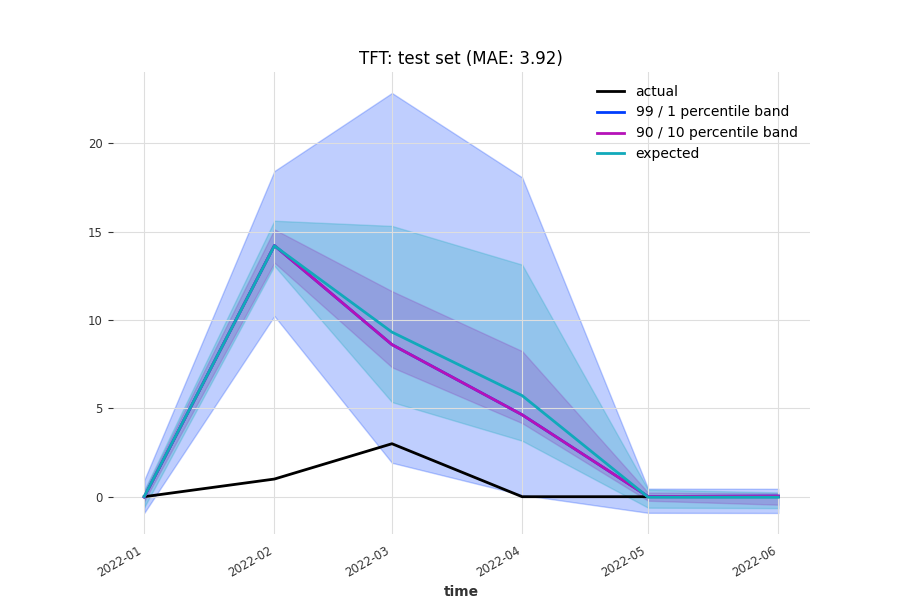 TFT: test set (MAE: 3.92)
actual
99 / 1 percentile band
90 / 10 percentile band
expected
20
15
10
5
0
2022-01
2022-02
2022-03
2022-04
2022-05
2022-06
time